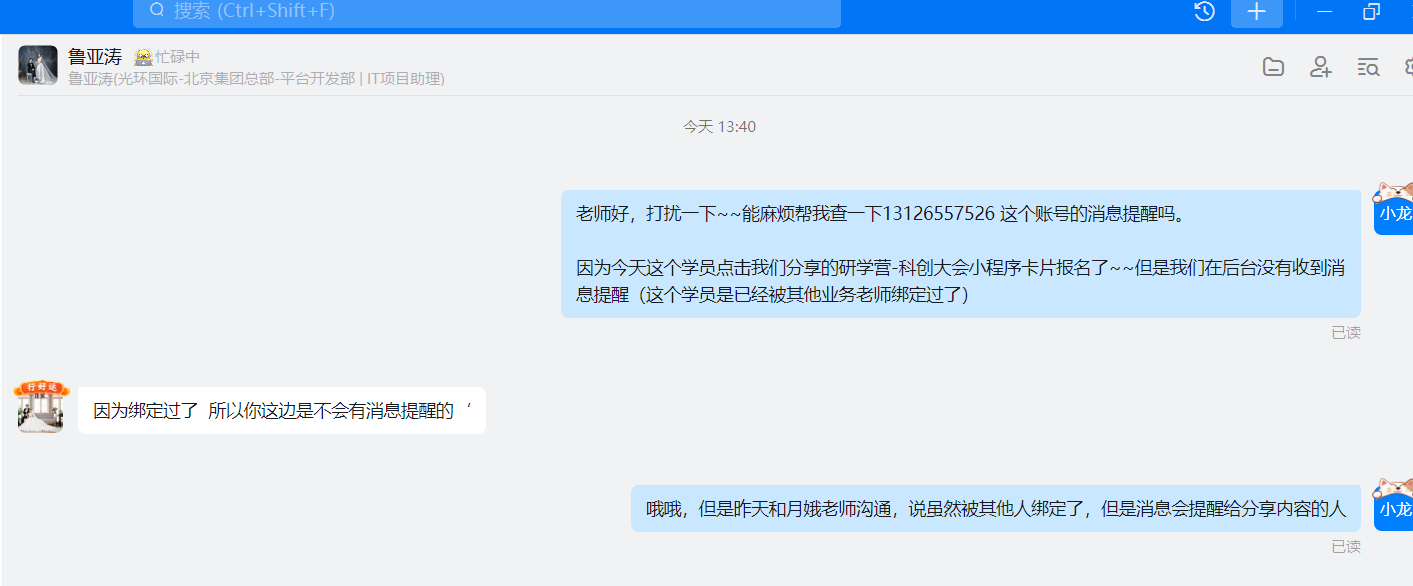 搜索 (Ctrl+Shift+F)
鲁亚涛 忙碌中
鲁亚涛(光环国际-北京集团总部-平台开发部 | IT项目助理)
今天 13:40
老师好，打扰一下~~能麻烦帮我查一下13126557526 这个账号的消息提醒吗。
因为今天这个学员点击我们分享的研学营-科创大会小程序卡片报名了~~但是我们在后台没有收到消
息提醒（这个学员是已经被其他业务老师绑定过了）
小龙
已读
行好运
因为绑定过了  所以你这边是不会有消息提醒的‘
哦哦，但是昨天和月娥老师沟通，说虽然被其他人绑定了，但是消息会提醒给分享内容的人
小龙
已读